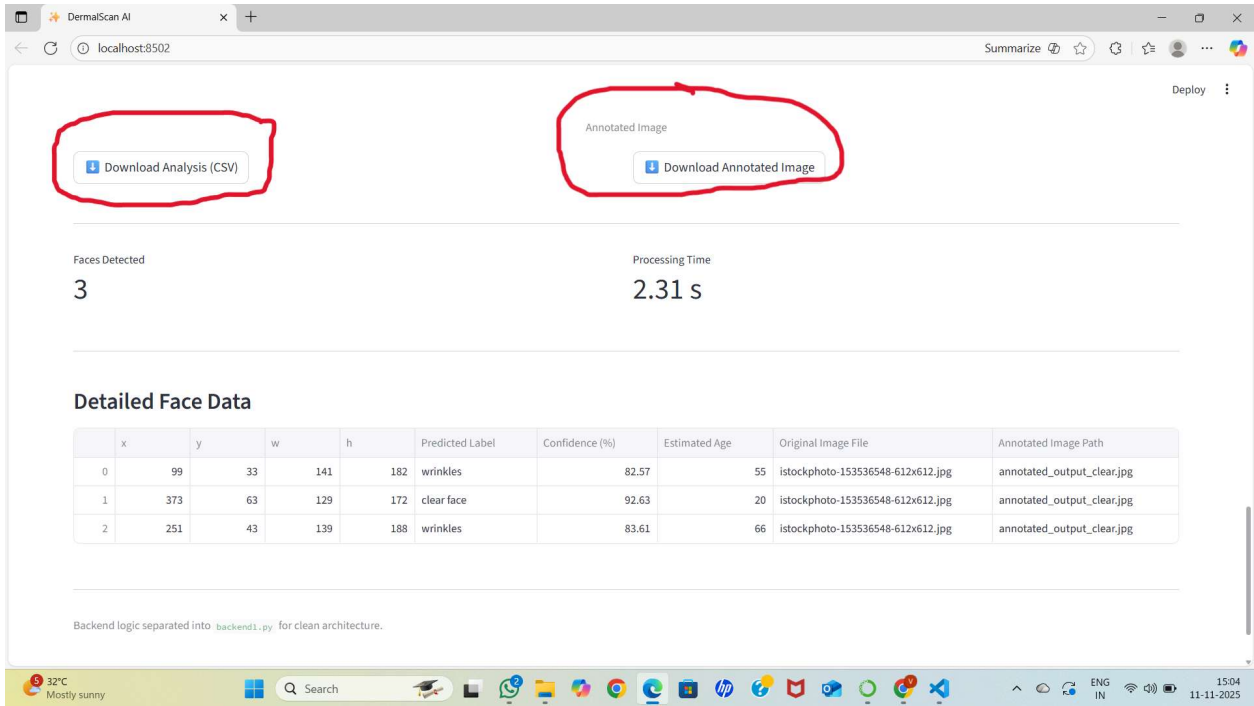 DermalScan AI
localhost:8502
Summarize
Deploy
Annotated Image
Download Analysis (CSV)
Download Annotated Image
Faces Detected
Processing Time
3
2.31 s
Detailed Face Data
x y w h Predicted Label Confidence (%) Estimated Age Original Image File Annotated Image Path
0 99 33 141 182 wrinkles 82.57 55 istockphoto-153536548-612x612.jpg annotated_output_clear.jpg
1 373 63 129 172 clear face 92.63 20 istockphoto-153536548-612x612.jpg annotated_output_clear.jpg
2 251 43 139 188 wrinkles 83.61 66 istockphoto-153536548-612x612.jpg annotated_output_clear.jpg
Backend logic separated into backend1.py for clean architecture.
5
32°C
Mostly sunny
Search
2
hp
V
ENG
IN
15:04
11-11-2025